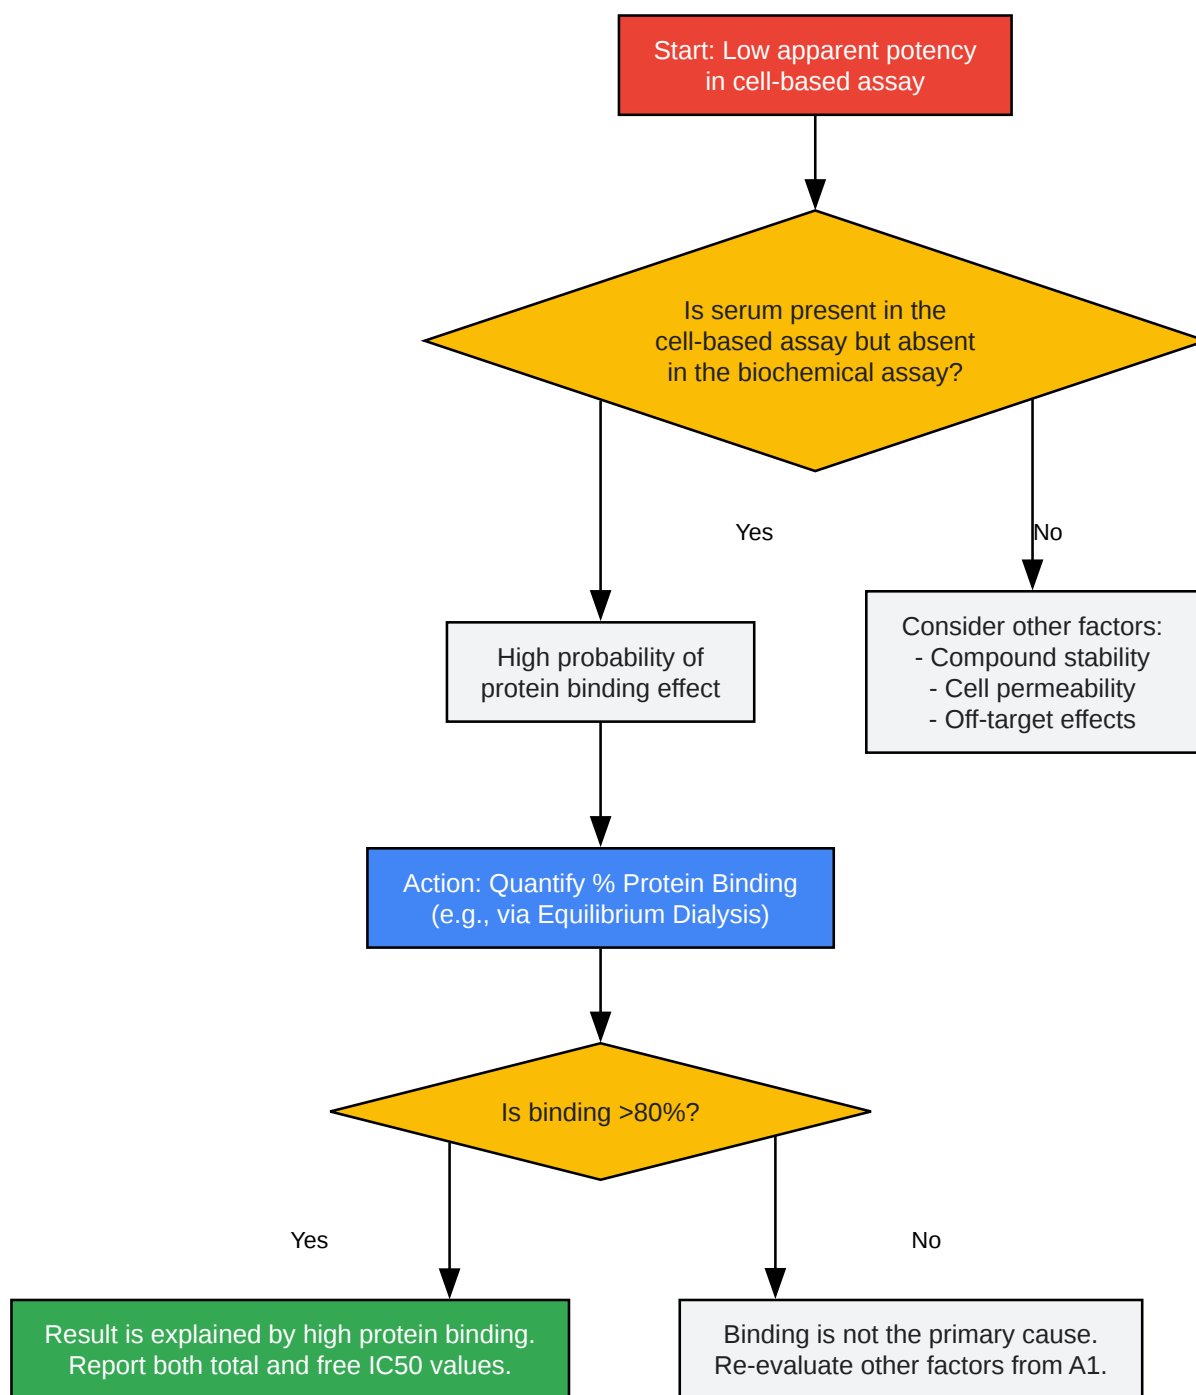 Start: Low apparent potency
in cell-based assay
Is serum present in the
cell-based assay but absent
in the biochemical assay?
Yes
No
High probability of
protein binding effect
Consider other factors:
- Compound stability
- Cell permeability
- Off-target effects
Action: Quantify % Protein Binding
(e.g., via Equilibrium Dialysis)
Is binding >80%?
Yes
No
Result is explained by high protein binding.
Report both total and free IC50 values.
Binding is not the primary cause.
Re-evaluate other factors from A1.